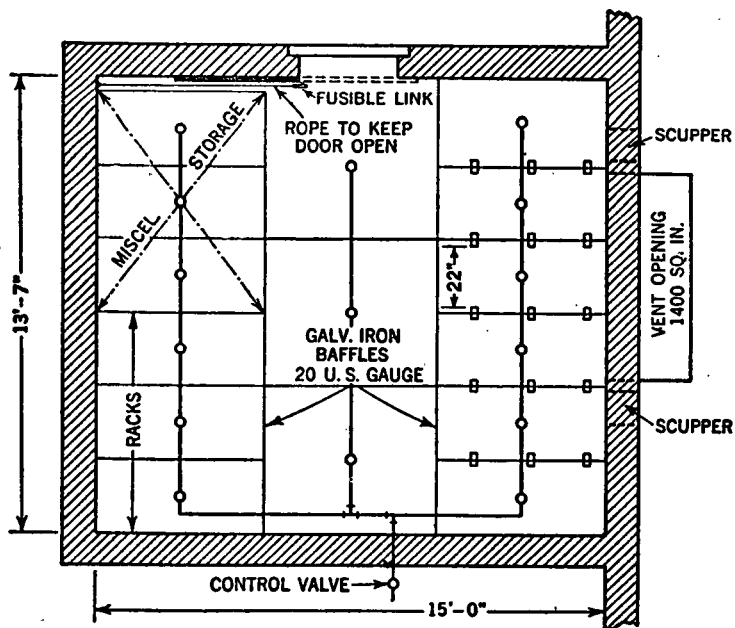 FUSIBLE LINK
ROPE TO KEEP
DOOR OPEN
STORAGE
MISCEL
SCUPPER
VENT OPENING
1400 SQ. IN.
22"
13'-7"
GALV. IRON
BAFFLES
20 U. S. GAUGE
RACKS
SCUPPER
CONTROL VALVE
15'-0"